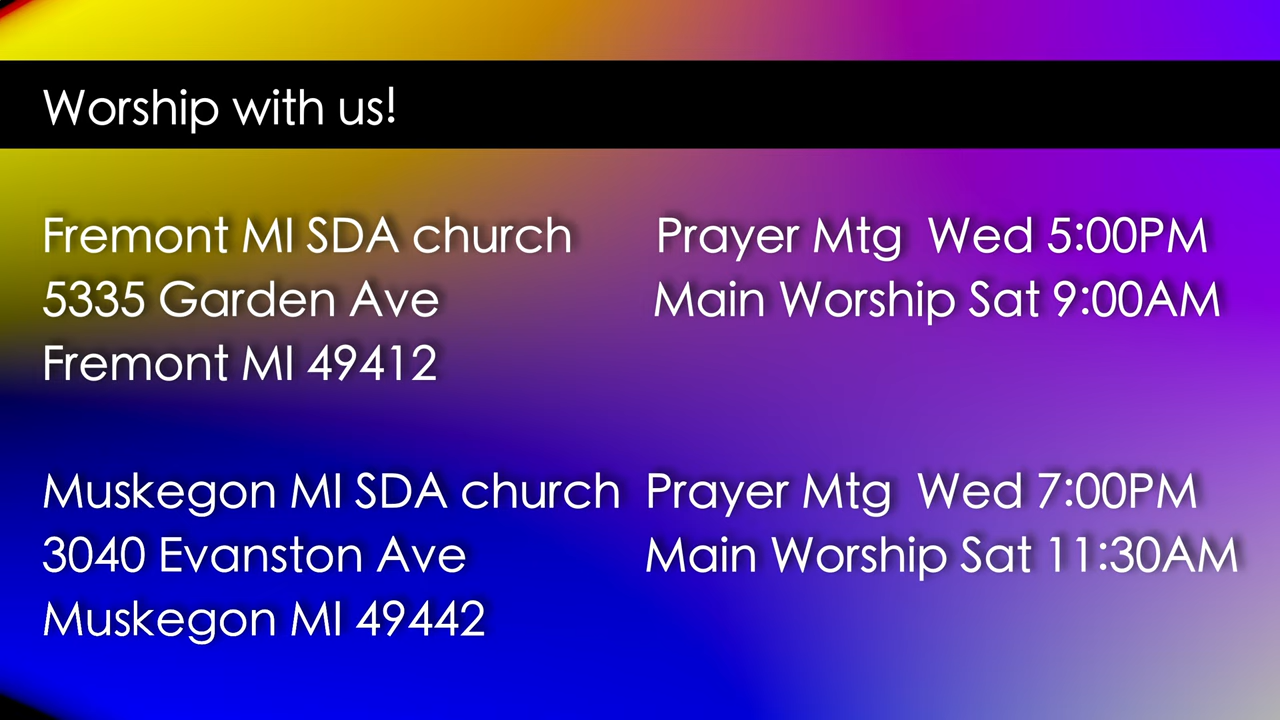 Worship with us!
Fremont MI SDA church Prayer Mtg Wed 5:00PM
5335 Garden Ave Main Worship Sat 9:00AM
Fremont MI 49412
Muskegon MI SDA church Prayer Mtg Wed 7:00PM
3040 Evanston Ave Main Worship Sat 11:30AM
Muskegon MI 49442